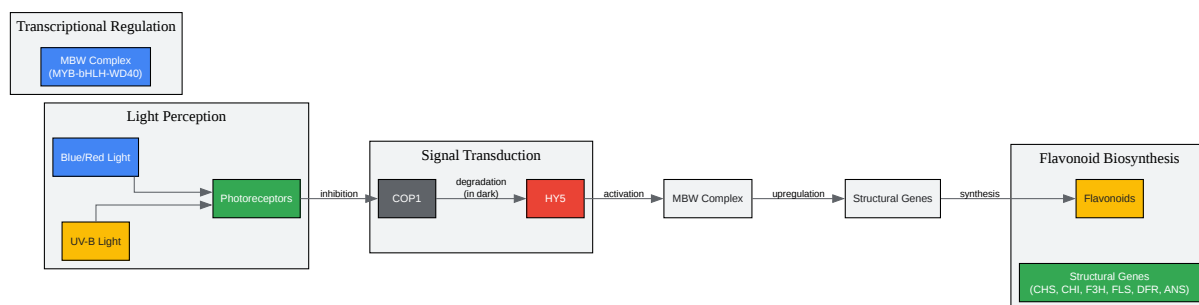 Transcriptional Regulation
MBW Complex
(MYB-bHLH-WD40)
Light Perception
Blue/Red Light
UV-B Light
Photoreceptors
inhibition
Signal Transduction
COP1
degradation
(in dark)
HY5
activation
MBW Complex
upregulation
Structural Genes
synthesis
Flavonoid Biosynthesis
Flavonoids
Structural Genes
(CHS, CHI, F3H, FLS, DFR, ANS)